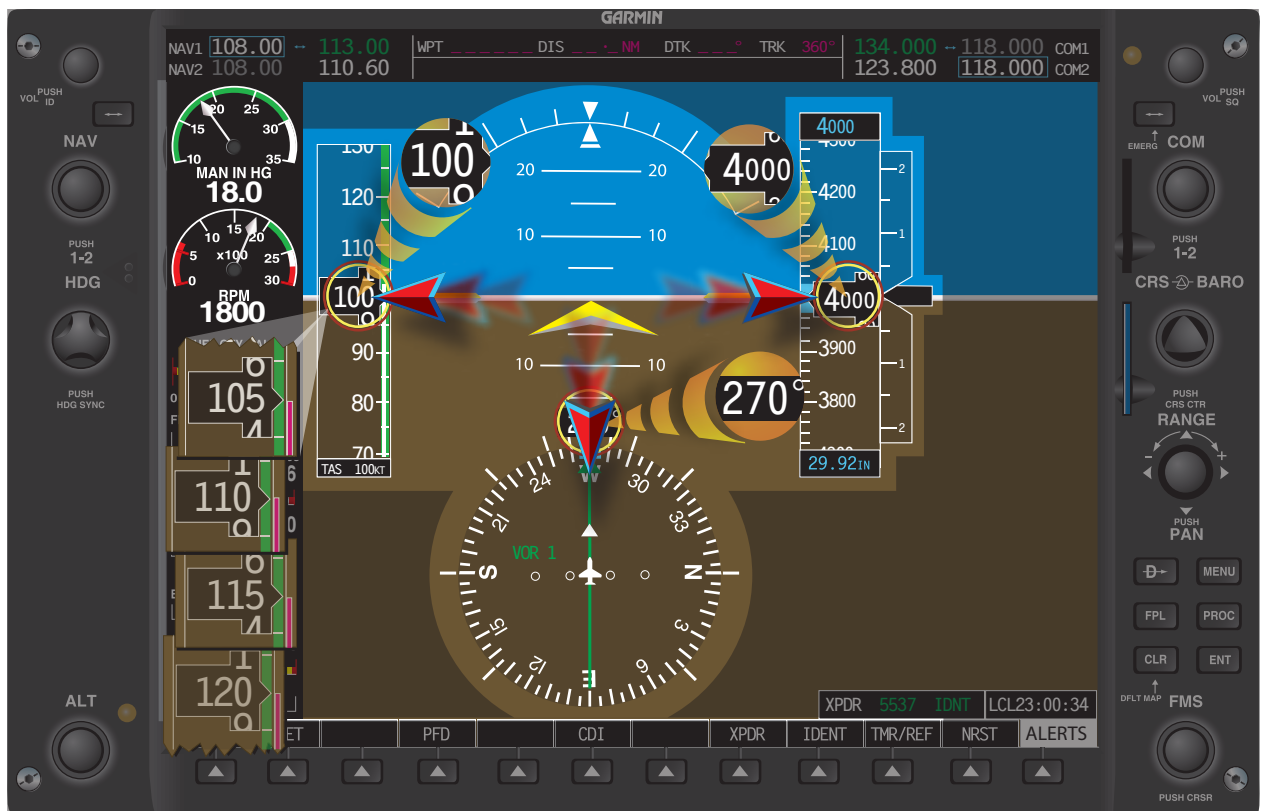 GARMIN
NAV1 108.00 ↔ 113.00
NAV2 108.00 110.60
WPT _ _ _ _ _ _ DIS _ _ ._ NM DTK _ _ _° TRK 360°
134.000 ↔ 118.000 COM1
123.800 118.000 COM2
VOL PUSH ID
NAV
PUSH
1-2
HDG
PUSH
HDG SYNC
ALT
10 15 20 25 30 35
MAN IN HG
18.0
0 5 10 15 20 25 30
x100
RPM
1800
105
110
115
120
130
120
110
100
90
80
70
TAS 100KT
100
4000
270°
20 20
10 10
10 10
4000
4200
4100
4000
3900
3800
29.92IN
2
1
1
2
24 W 30
21 33
S N
15 3
12 E 6
VOR 1
XPDR 5537 IDNT LCL23:00:34
ET PFD CDI XPDR IDENT TMR/REF NRST ALERTS
VOL PUSH SQ
EMERG COM
PUSH
1-2
CRS BARO
PUSH
CRS CTR
RANGE
- +
PUSH
PAN
D MENU
FPL PROC
CLR ENT
DFLT MAP FMS
PUSH CRSR